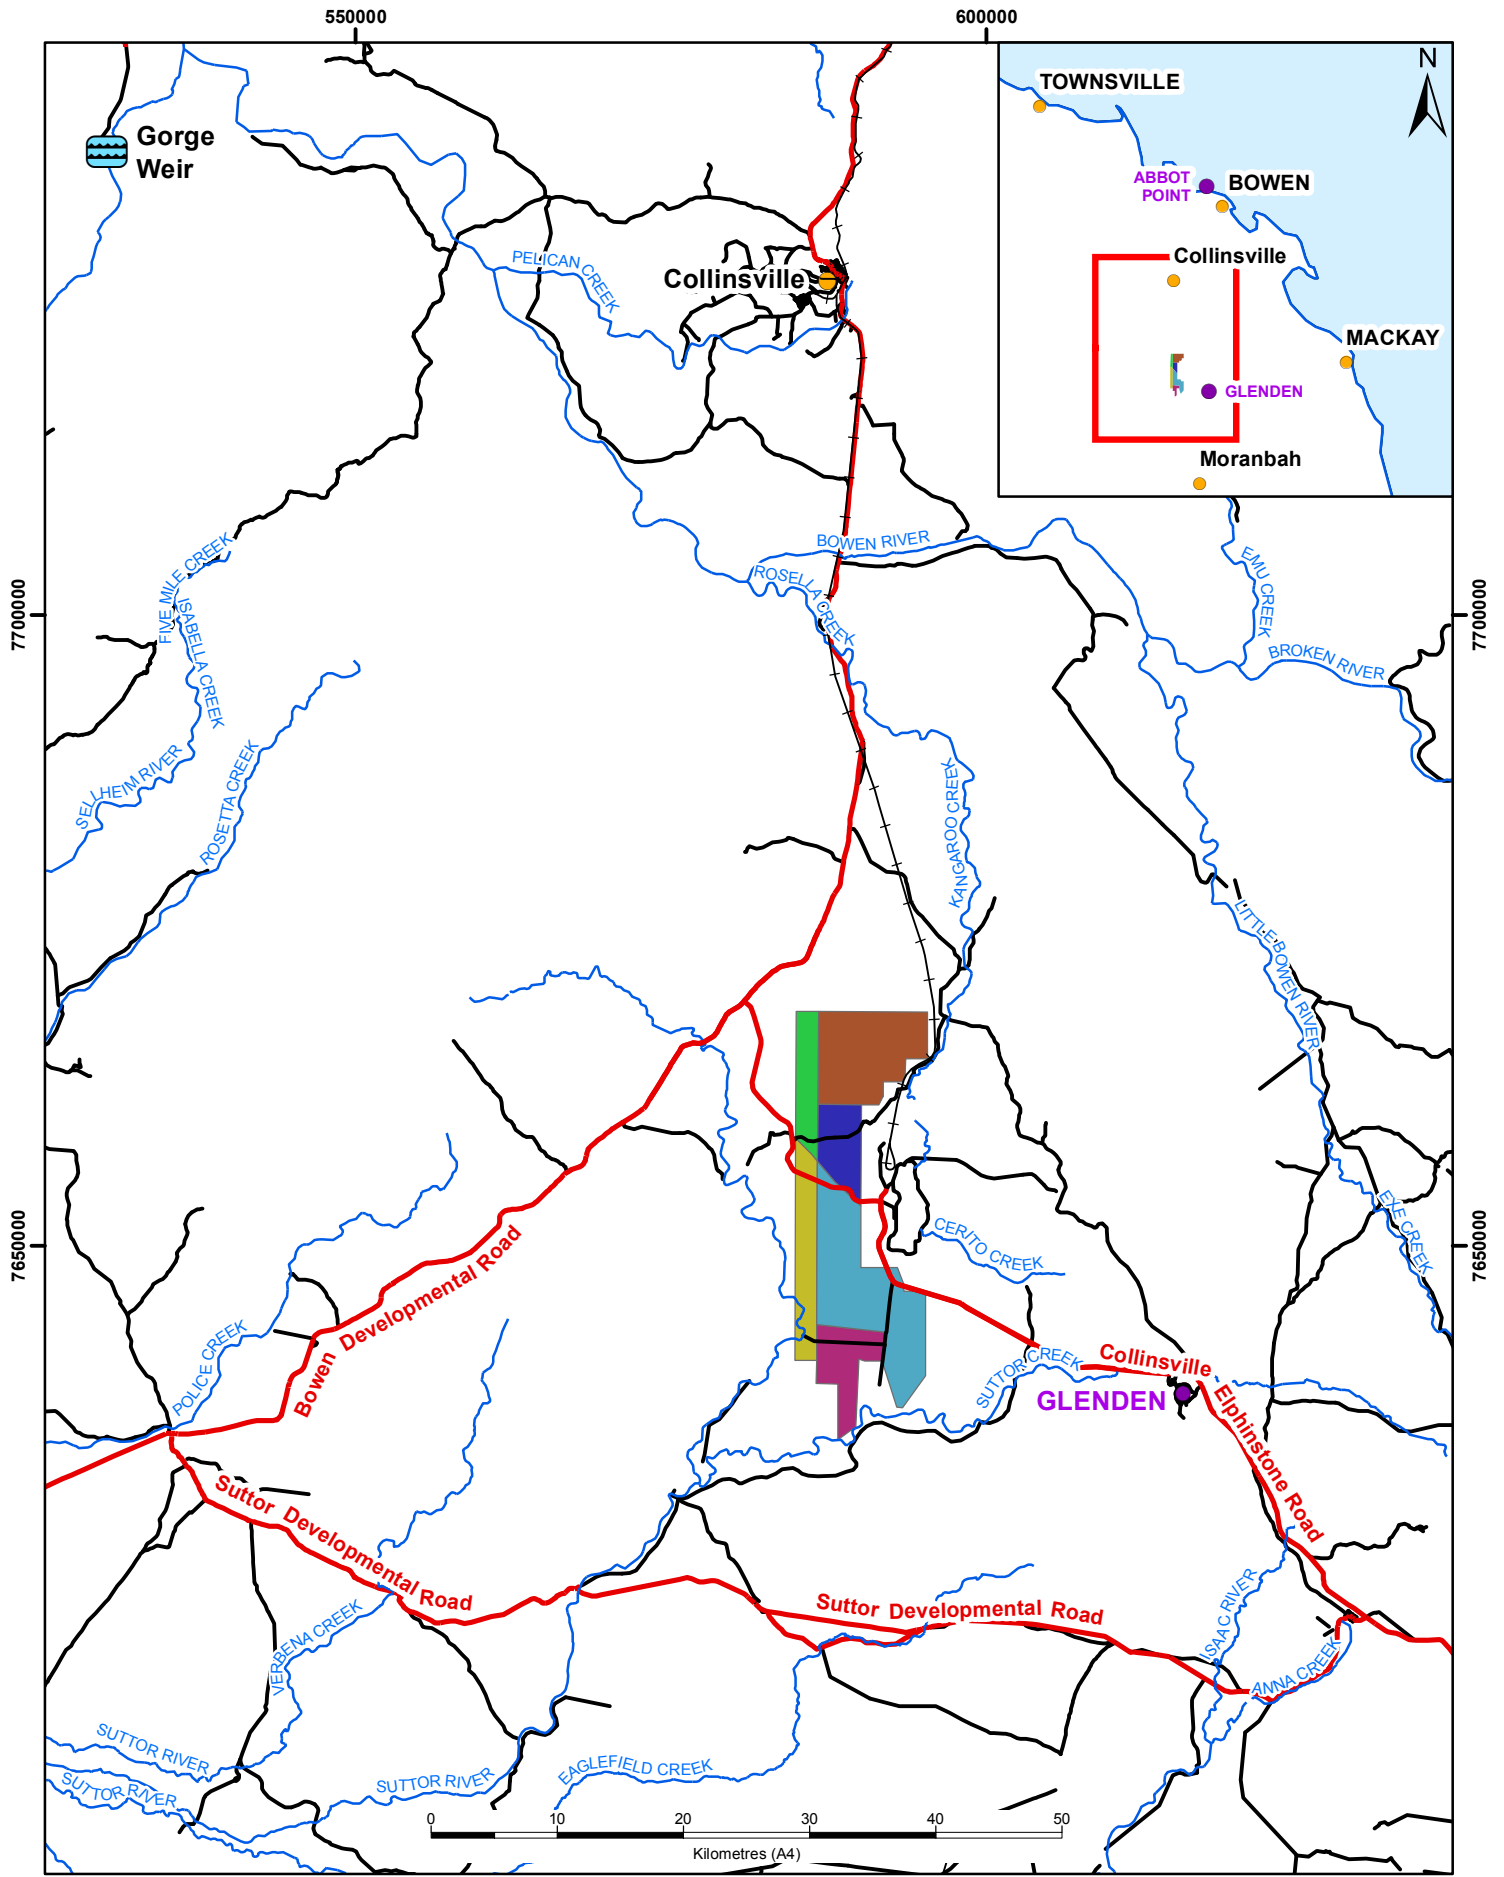 550000
600000
N
TOWNSVILLE
ABBOT
POINT
BOWEN
Collinsville
MACKAY
GLENDEN
Moranbah
Gorge
Weir
PELICAN CREEK
Collinsville
BOWEN RIVER
ROSELLA CREEK
EMU CREEK
BROKEN RIVER
FIVE MILE CREEK
ISABELLA CREEK
7700000
7700000
SELLHEIM RIVER
ROSETTA CREEK
KANGAROO CREEK
LITTLE BOWEN RIVER
EXE CREEK
7650000
7650000
CERITO CREEK
Bowen Developmental Road
POLICE CREEK
SUTTOR CREEK
Collinsville Elphinstone Road
GLENDEN
Suttor Developmental Road
Suttor Developmental Road
VERBENA CREEK
ISAAC RIVER
ANNA CREEK
SUTTOR RIVER
SUTTOR RIVER
SUTTOR RIVER
EAGLEFIELD CREEK
0 10 20 30 40 50
Kilometres (A4)